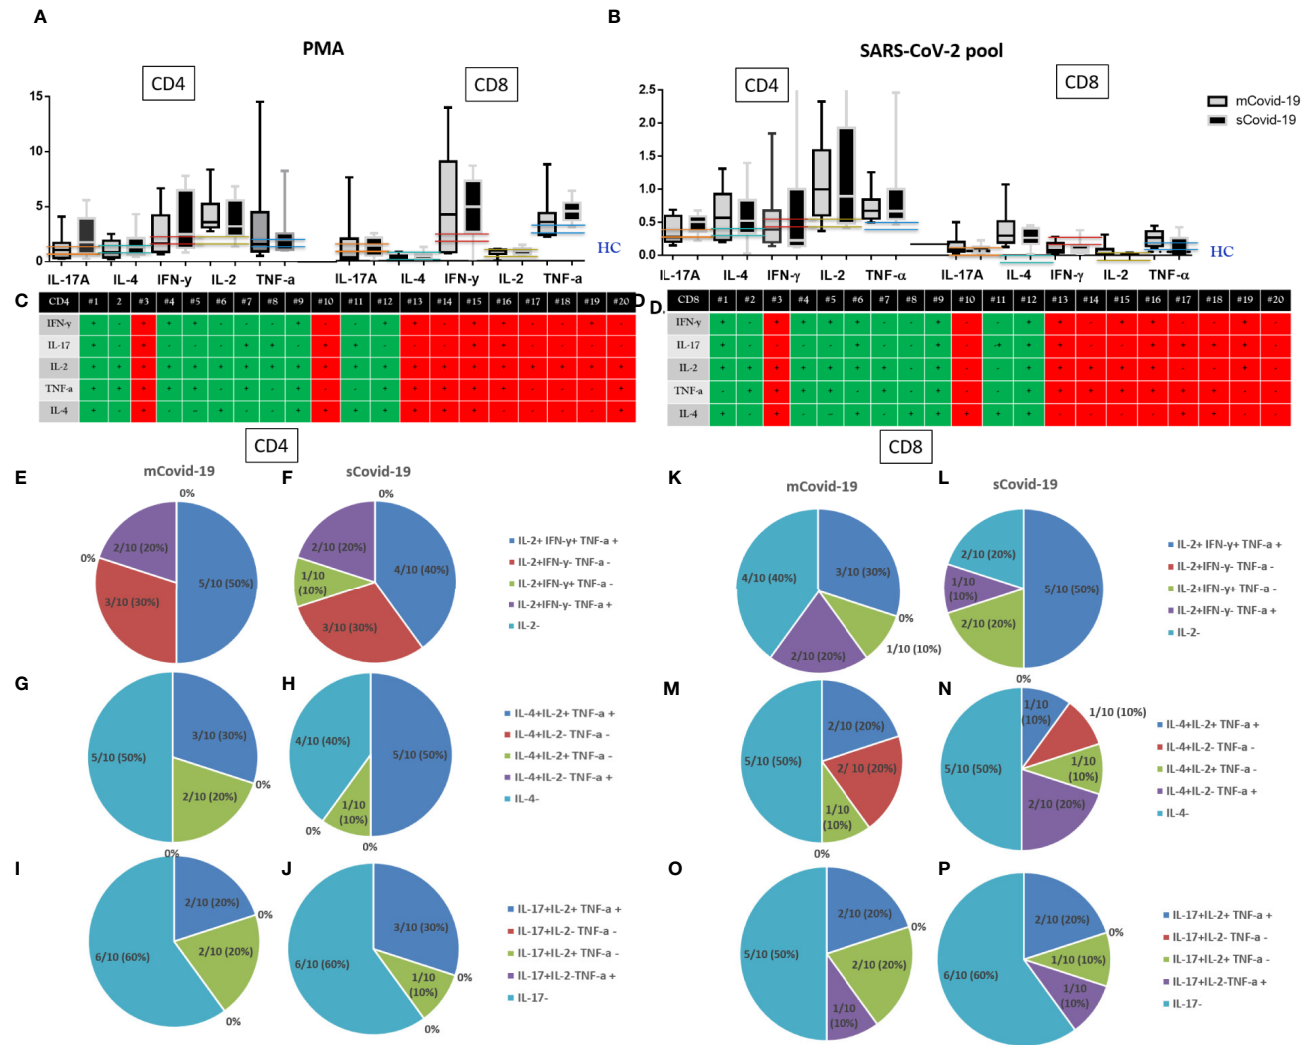 A
B
PMA
SARS-CoV-2 pool
CD4
CD8
CD4
CD8
mCovid-19
sCovid-19
15
10
5
0
2.5
2.0
1.5
1.0
0.5
0.0
HC
HC
IL-17A IL-4 IFN-y IL-2 TNF-a IL-17A IL-4 IFN-y IL-2 TNF-a
IL-17A IL-4 IFN-γ IL-2 TNF-α IL-17A IL-4 IFN-γ IL-2 TNF-α
C
CD4 #1 2 #3 #4 #5 #6 #7 #8 #9 #10 #11 #12 #13 #14 #15 #16 #17 #18 #19 #20
IFN-γ
IL-17
IL-2
TNF-a
IL-4
D D.
CD8 #1 #2 #3 #4 #5 #6 #7 #8 #9 #10 #11 #12 #13 #14 #15 #16 #17 #18 #19 #20
IFN-γ
IL-17
IL-2
TNF-a
IL-4
CD4
CD8
E
mCovid-19
F
sCovid-19
0%
5/10 (50%)
3/10 (30%)
0%
2/10 (20%)
0%
4/10 (40%)
3/10 (30%)
1/10
(10%)
2/10 (20%)
IL-2+ IFN-y+ TNF-a +
IL-2+IFN-y- TNF-a -
IL-2+IFN-y+ TNF-a -
IL-2+IFN-y- TNF-a +
IL-2-
K
mCovid-19
L
sCovid-19
3/10 (30%)
0%
1/10 (10%)
2/10 (20%)
4/10 (40%)
5/10 (50%)
0%
2/10 (20%)
1/10
(10%)
2/10 (20%)
IL-2+ IFN-y+ TNF-a +
IL-2+IFN-y- TNF-a -
IL-2+IFN-y+ TNF-a -
IL-2+IFN-y- TNF-a +
IL-2-
G
H
3/10 (30%)
0%
2/10 (20%)
0%
5/10 (50%)
5/10 (50%)
0%
1/10
(10%)
0%
4/10 (40%)
IL-4+IL-2+ TNF-a +
IL-4+IL-2- TNF-a -
IL-4+IL-2+ TNF-a -
IL-4+IL-2- TNF-a +
IL-4-
M
N
2/10 (20%)
2/ 10 (20%)
1/10
(10%)
0%
5/10 (50%)
1/10
(10%)
1/10 (10%)
1/10
(10%)
2/10 (20%)
5/10 (50%)
IL-4+IL-2+ TNF-a +
IL-4+IL-2- TNF-a -
IL-4+IL-2+ TNF-a -
IL-4+IL-2- TNF-a +
IL-4-
I
J
2/10 (20%)
0%
2/10 (20%)
0%
6/10 (60%)
3/10 (30%)
0%
1/10
(10%)
0%
6/10 (60%)
IL-17+IL-2+ TNF-a +
IL-17+IL-2- TNF-a -
IL-17+IL-2+ TNF-a -
IL-17+IL-2-TNF-a +
IL-17-
O
P
2/10 (20%)
0%
2/10 (20%)
1/10
(10%)
5/10 (50%)
2/10 (20%)
0%
1/10 (10%)
1/10
(10%)
6/10 (60%)
IL-17+IL-2+ TNF-a +
IL-17+IL-2- TNF-a -
IL-17+IL-2+ TNF-a -
IL-17+IL-2-TNF-a +
IL-17-